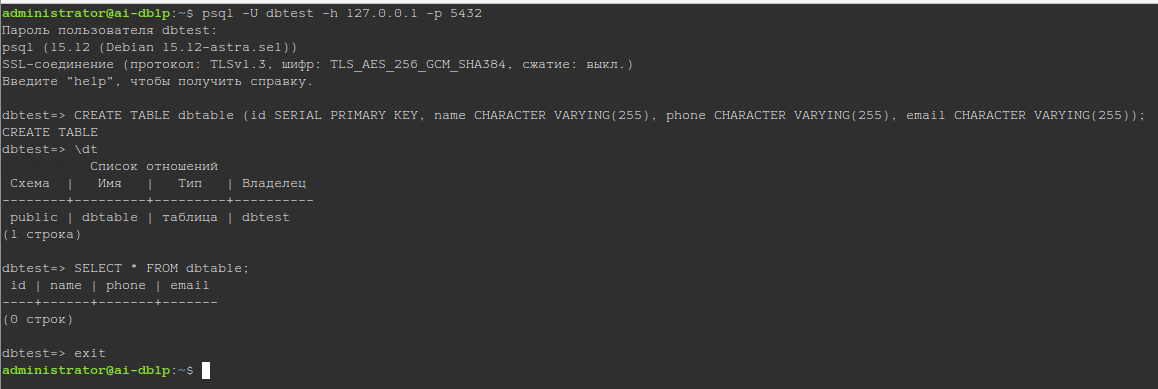 administrator@ai-db1p:~$ psql -U dbtest -h 127.0.0.1 -p 5432
Пароль пользователя dbtest:
psql (15.12 (Debian 15.12-astra.se1))
SSL-соединение (протокол: TLSv1.3, шифр: TLS_AES_256_GCM_SHA384, сжатие: выкл.)
Введите "help", чтобы получить справку.

dbtest=> CREATE TABLE dbtable (id SERIAL PRIMARY KEY, name CHARACTER VARYING(255), phone CHARACTER VARYING(255), email CHARACTER VARYING(255));
CREATE TABLE
dbtest=> \dt
           Список отношений
 Схема  |   Имя   |   Тип   | Владелец
--------+---------+---------+----------
 public | dbtable | таблица | dbtest
(1 строка)

dbtest=> SELECT * FROM dbtable;
 id | name | phone | email
----+------+-------+-------
(0 строк)

dbtest=> exit
administrator@ai-db1p:~$